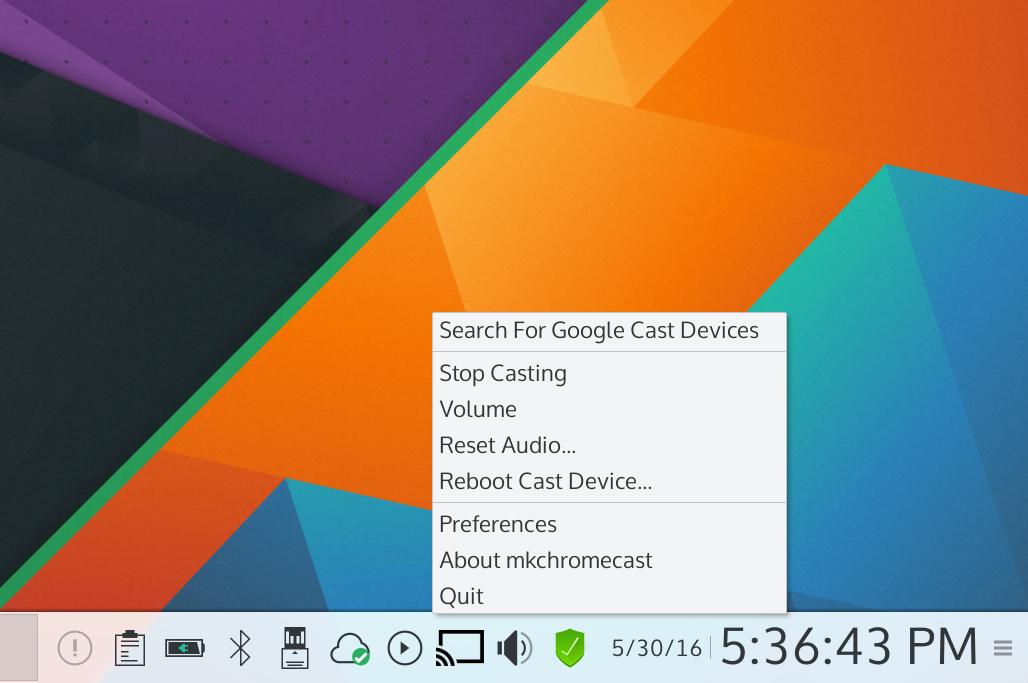 Search For Google Cast Devices
Stop Casting
Volume
Reset Audio...
Reboot Cast Device...
Preferences
About mkchromecast
Quit
5/30/16
5:36:43 PM